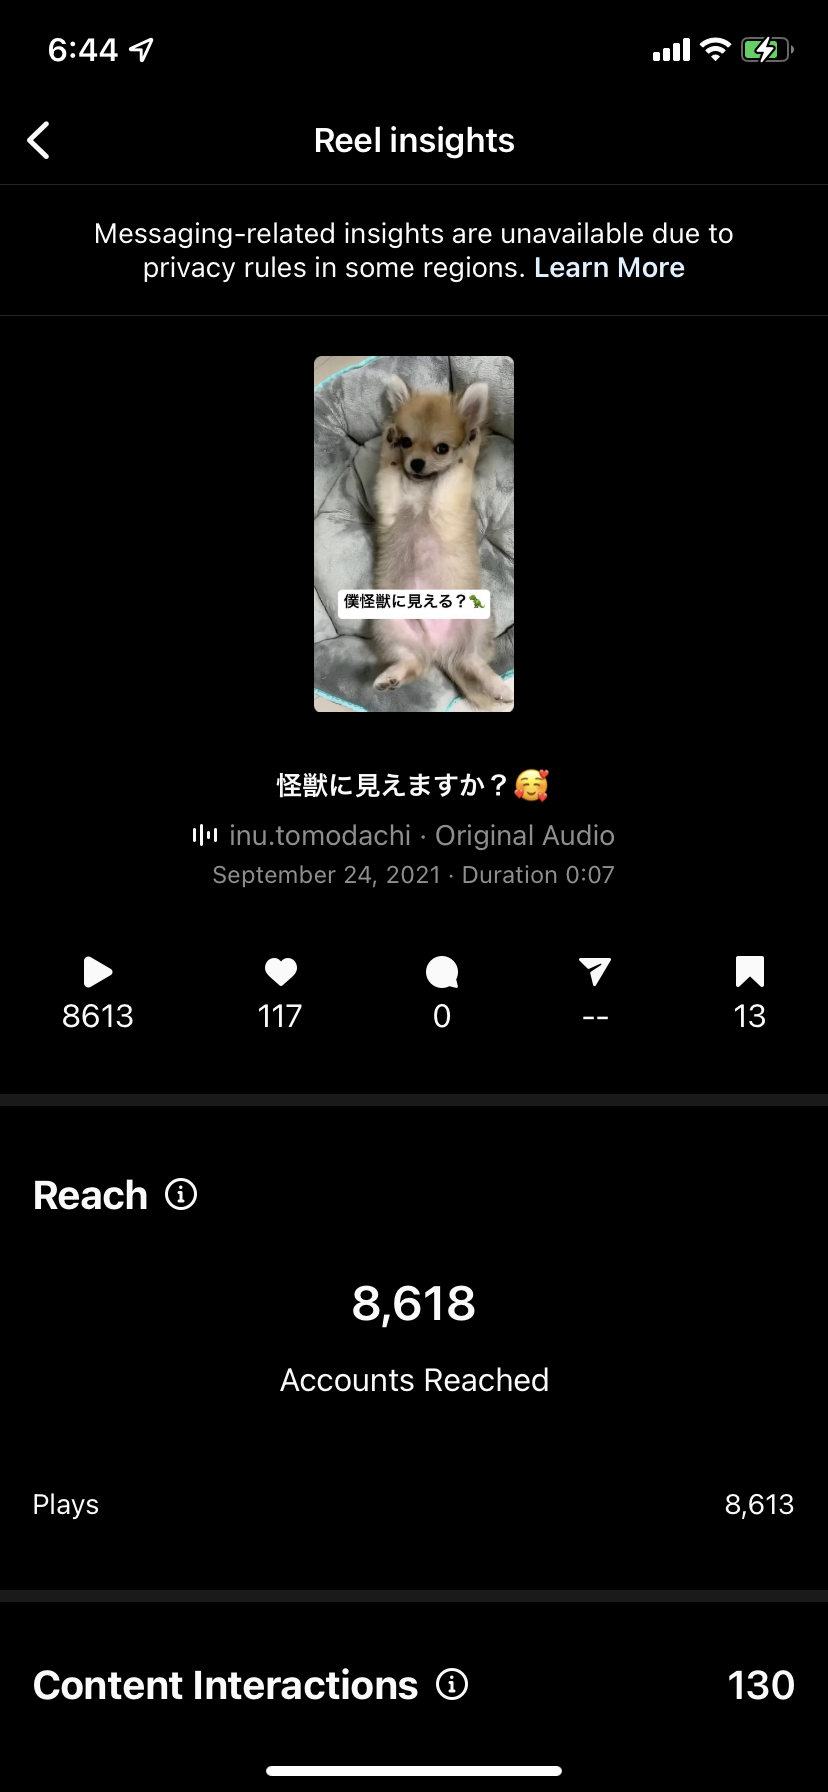 6:44
Reel insights
Messaging-related insights are unavailable due to
privacy rules in some regions. Learn More
僕怪獣に見える？🦖
怪獣に見えますか？🥰
inu.tomodachi · Original Audio
September 24, 2021 · Duration 0:07
8613 117 0 -- 13
Reach
8,618
Accounts Reached
Plays 8,613
Content Interactions 130